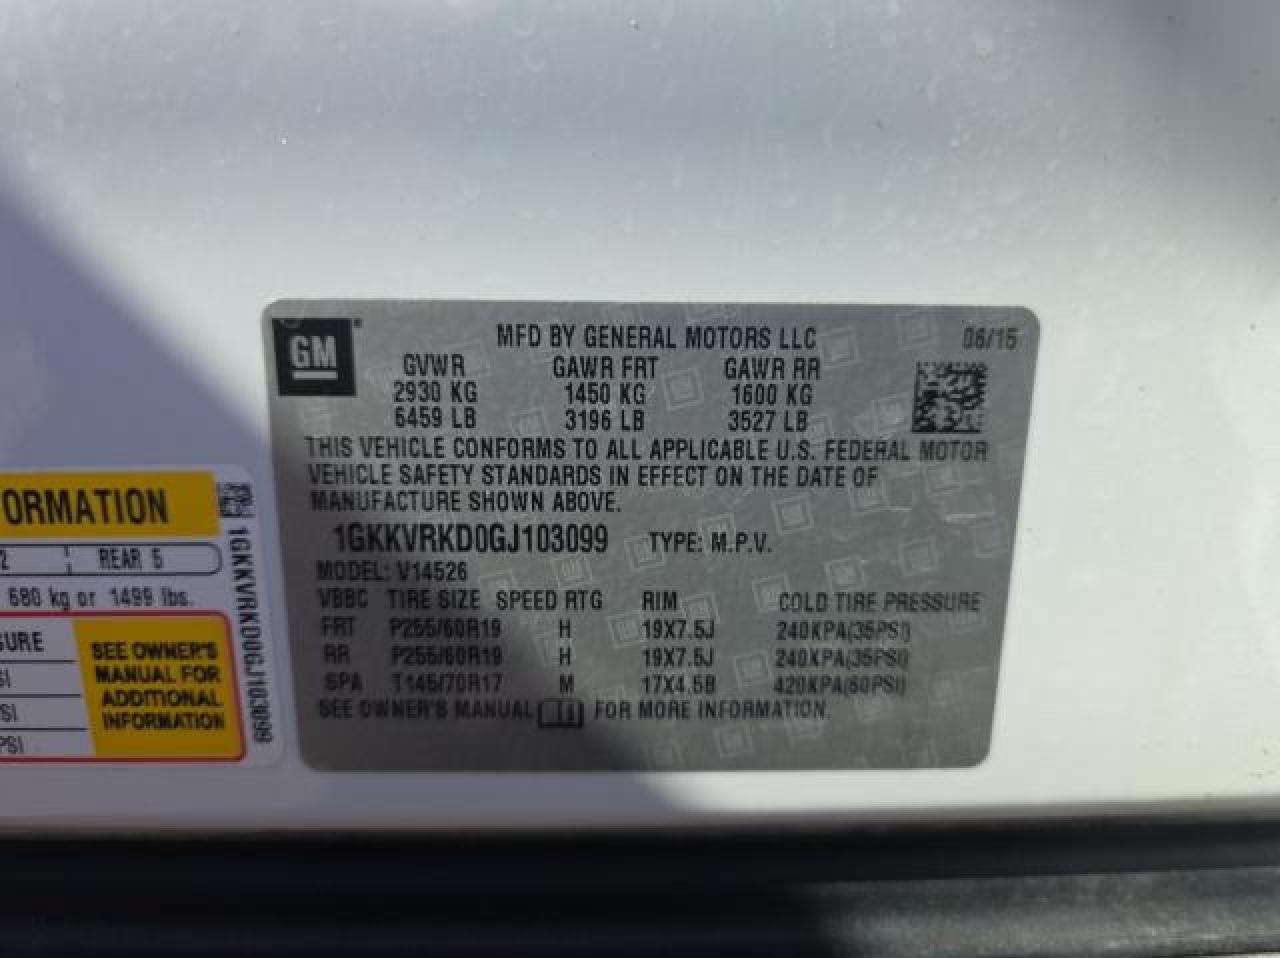 GM
MFD BY GENERAL MOTORS LLC 06/15
GVWR GAWR FRT GAWR RR
2930 KG 1450 KG 1600 KG
6459 LB 3196 LB 3527 LB
THIS VEHICLE CONFORMS TO ALL APPLICABLE U.S. FEDERAL MOTOR
VEHICLE SAFETY STANDARDS IN EFFECT ON THE DATE OF
MANUFACTURE SHOWN ABOVE.
1GKKVRKD0GJ103099 TYPE: M.P.V.
MODEL: V14526
VBBC TIRE SIZE SPEED RTG RIM COLD TIRE PRESSURE
FRT P255/60R19 H 19X7.5J 240KPA(35PSI)
RR P255/60R19 H 19X7.5J 240KPA(35PSI)
SPA T145/70R17 M 17X4.5B 420KPA(60PSI)
SEE OWNER'S MANUAL FOR MORE INFORMATION.
ORMATION
2 REAR 5
680 kg or 1499 lbs.
SURE
SI
PSI
PSI
SEE OWNER'S
MANUAL FOR
ADDITIONAL
INFORMATION
1GKKVRKD0GJ103099